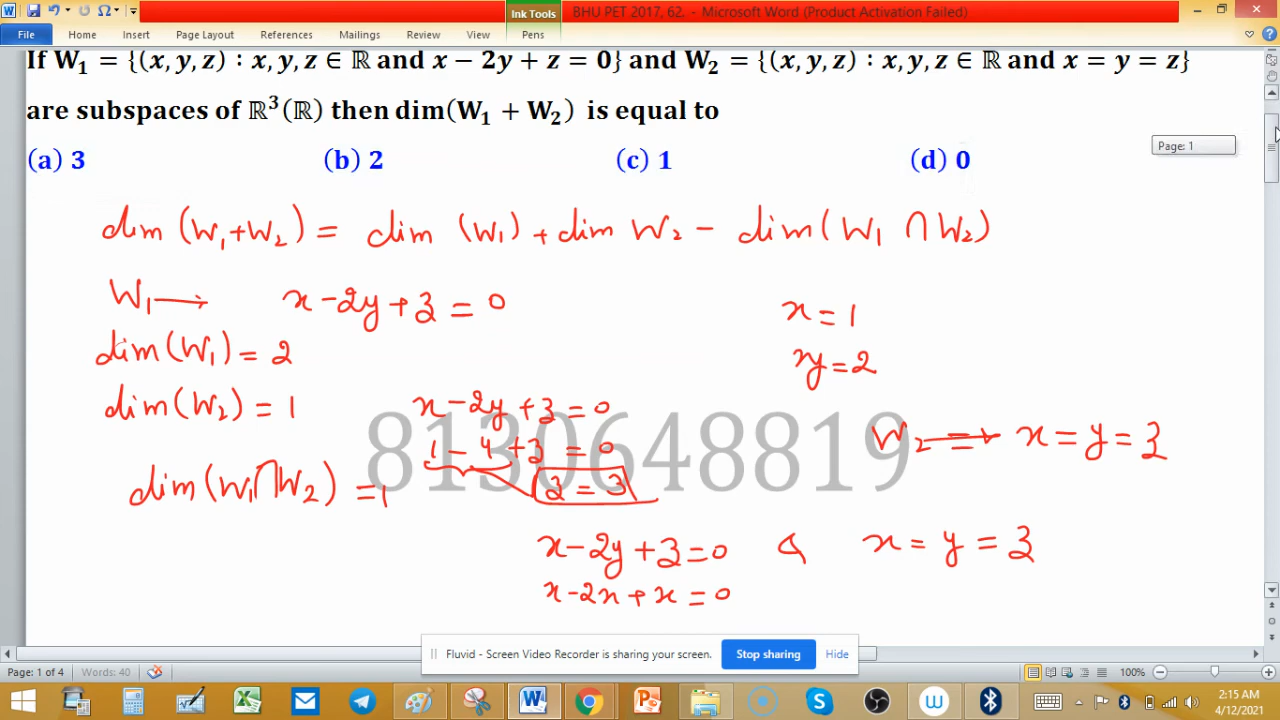 BHU PET 2017, 62. - Microsoft Word (Product Activation Failed)
Ink Tools
File Home Insert Page Layout References Mailings Review View Pens
If W₁ = {(x, y, z) : x, y, z ∈ ℝ and x − 2y + z = 0} and W₂ = {(x, y, z) : x, y, z ∈ ℝ and x = y = z}
are subspaces of ℝ³(ℝ) then dim(W₁ + W₂) is equal to
Page: 1
(a) 3 (b) 2 (c) 1 (d) 0
dim (W₁+W₂) = dim (W₁) + dim W₂ − dim (W₁ ∩ W₂)
W₁ → x−2y+z = 0
x = 1
dim(W₁) = 2
y = 2
dim(W₂) = 1
x−2y+z=0
W₂ → x = y = z
1 − 4 + z = 0
dim(W₁∩W₂) = 1
z = 3
x−2y+z=0 & x = y = z
x−2x+x = 0
8130648819
Fluvid - Screen Video Recorder is sharing your screen. Stop sharing Hide
Page: 1 of 4 Words: 40 100%
2:15 AM
4/12/2021